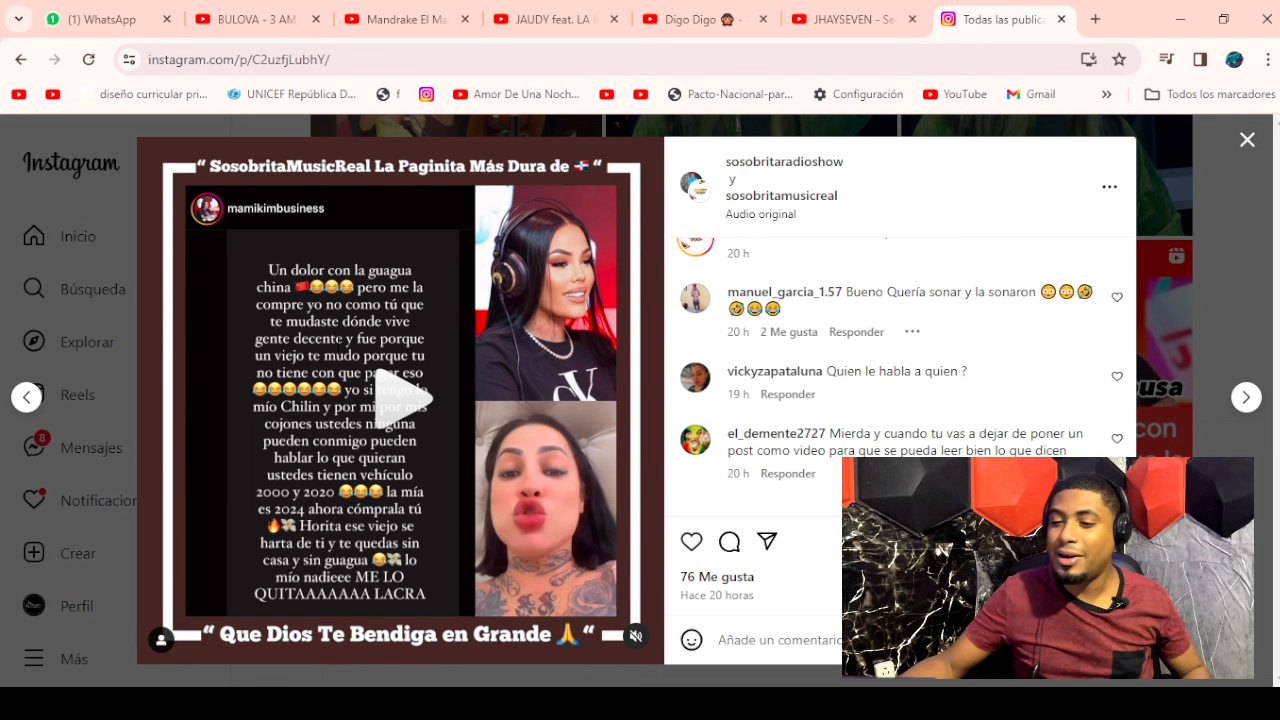 (1) WhatsApp
BULOVA - 3 AM
Mandrake El Ma
JAUDY feat. LA
Digo Digo
JHAYSEVEN - Se
Todas las public
instagram.com/p/C2uzfjLubhY/
diseño curricular pri...
UNICEF República D...
f
Amor De Una Noch...
Pacto-Nacional-par...
Configuración
YouTube
Gmail
Todos los marcadores
Instagram
Inicio
Búsqueda
Explorar
Reels
8
Mensajes
Notificacion
Crear
Perfil
Más
“ SosobritaMusicReal La Paginita Más Dura de 🇩🇴 “
mamikimbusiness
Un dolor con la guagua
china 🇨🇳😂😂😂 pero me la
compre yo no como tú que
te mudaste dónde vive
gente decente y fue porque
un viejo te mudo porque tu
no tiene con que pagar eso
😂😂😂😂😂😂 yo si tengo lo
mío Chilin y por mi por mis
cojones ustedes ninguna
pueden conmigo pueden
hablar lo que quieran
ustedes tienen vehículo
2000 y 2020 😂😂😂 la mía
es 2024 ahora cómprala tú
🔥💸 Horita ese viejo se
harta de ti y te quedas sin
casa y sin guagua 😂💸 lo
mío nadieee ME LO
QUITAAAAAAA LACRA
“ Que Dios Te Bendiga en Grande 🙏 “
sosobritaradioshow
y
sosobritamusicreal
Audio original
20 h
manuel_garcia_1.57 Bueno Quería sonar y la sonaron 😳😳🤣
🤣😂😂
20 h 2 Me gusta Responder
vickyzapataluna Quien le habla a quien ?
19 h Responder
el_demente2727 Mierda y cuando tu vas a dejar de poner un
post como video para que se pueda leer bien lo que dicen
20 h Responder
76 Me gusta
Hace 20 horas
Añade un comentario
usa
con